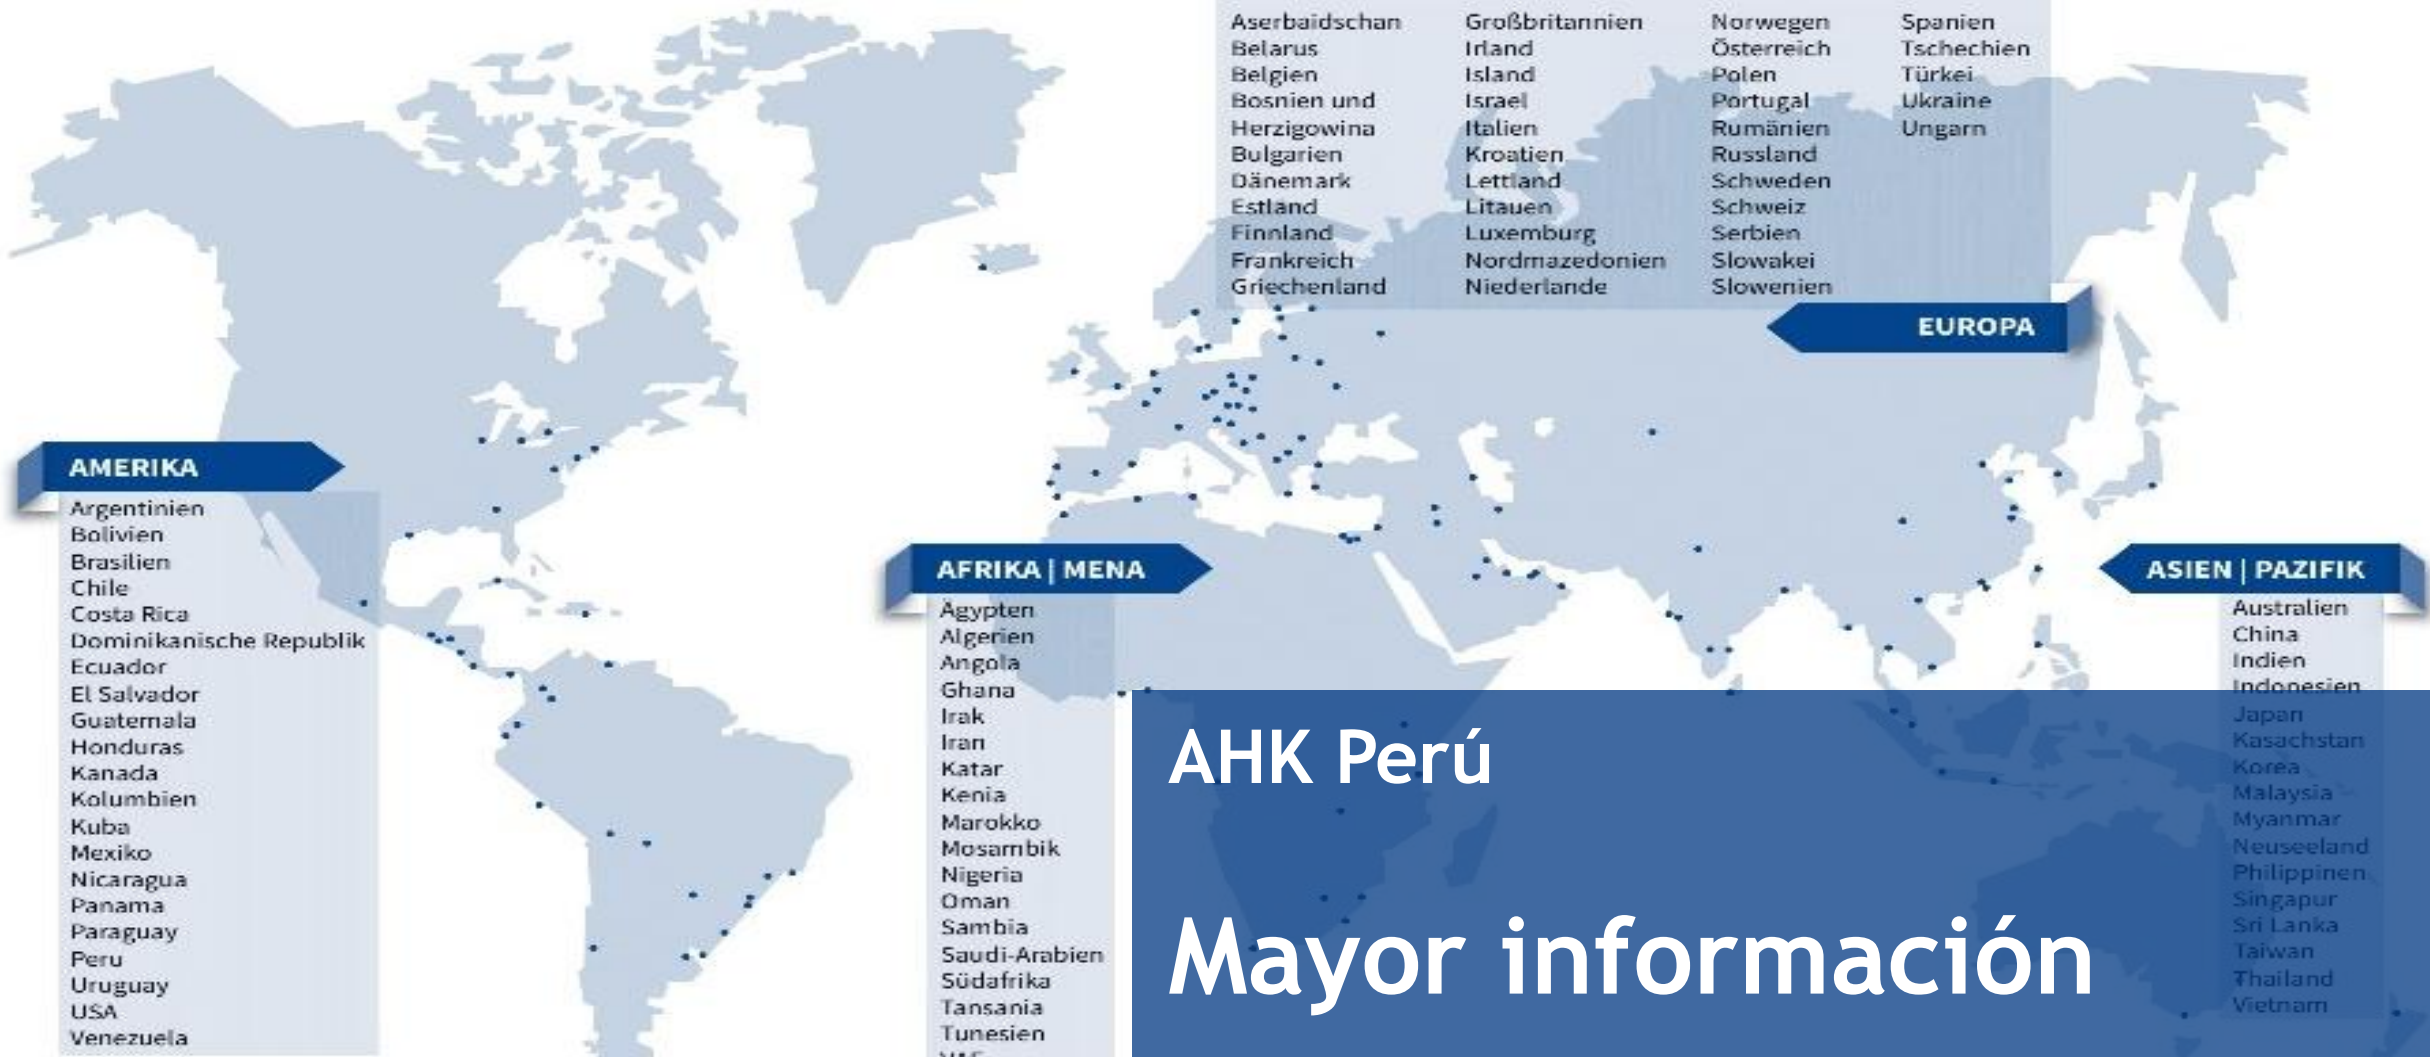 Aserbaidschan
Belarus
Belgien
Bosnien und
Herzigowina
Bulgarien
Dänemark
Estland
Finnland
Frankreich
Griechenland
Großbritannien
Irland
Island
Israel
Italien
Kroatien
Lettland
Litauen
Luxemburg
Nordmazedonien
Niederlande
Norwegen
Österreich
Polen
Portugal
Rumänien
Russland
Schweden
Schweiz
Serbien
Slowakei
Slowenien
Spanien
Tschechien
Türkei
Ukraine
Ungarn
EUROPA
AMERIKA
Argentinien
Bolivien
Brasilien
Chile
Costa Rica
Dominikanische Republik
Ecuador
El Salvador
Guatemala
Honduras
Kanada
Kolumbien
Kuba
Mexiko
Nicaragua
Panama
Paraguay
Peru
Uruguay
USA
Venezuela
AFRIKA | MENA
Ägypten
Algerien
Angola
Ghana
Irak
Iran
Katar
Kenia
Marokko
Mosambik
Nigeria
Oman
Sambia
Saudi-Arabien
Südafrika
Tansania
Tunesien
ASIEN | PAZIFIK
Australien
China
Indien
Indonesien
Japan
Kasachstan
Korea
Malaysia
Myanmar
Neuseeland
Philippinen
Singapur
Sri Lanka
Taiwan
Thailand
Vietnam
AHK Perú
Mayor información